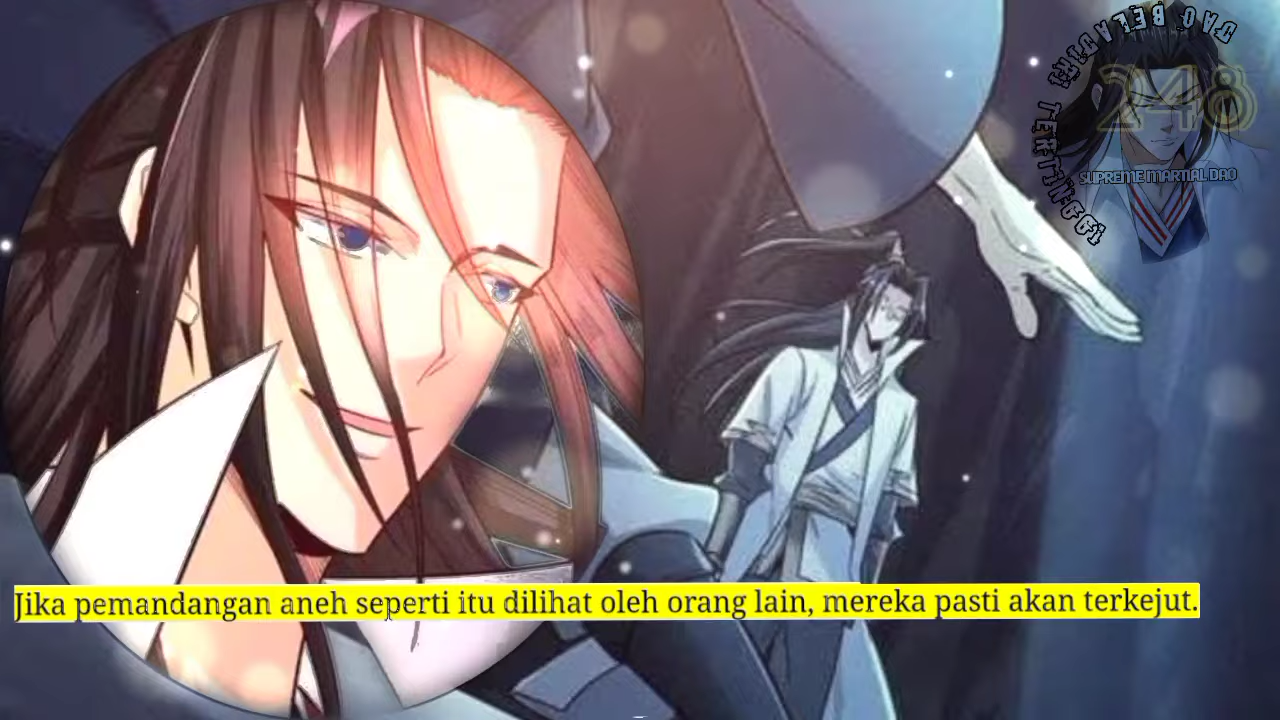 DAO BELADIRI TERTINGGI
248
SUPREME MARTIAL DAO
Jika pemandangan aneh seperti itu dilihat oleh orang lain, mereka pasti akan terkejut.